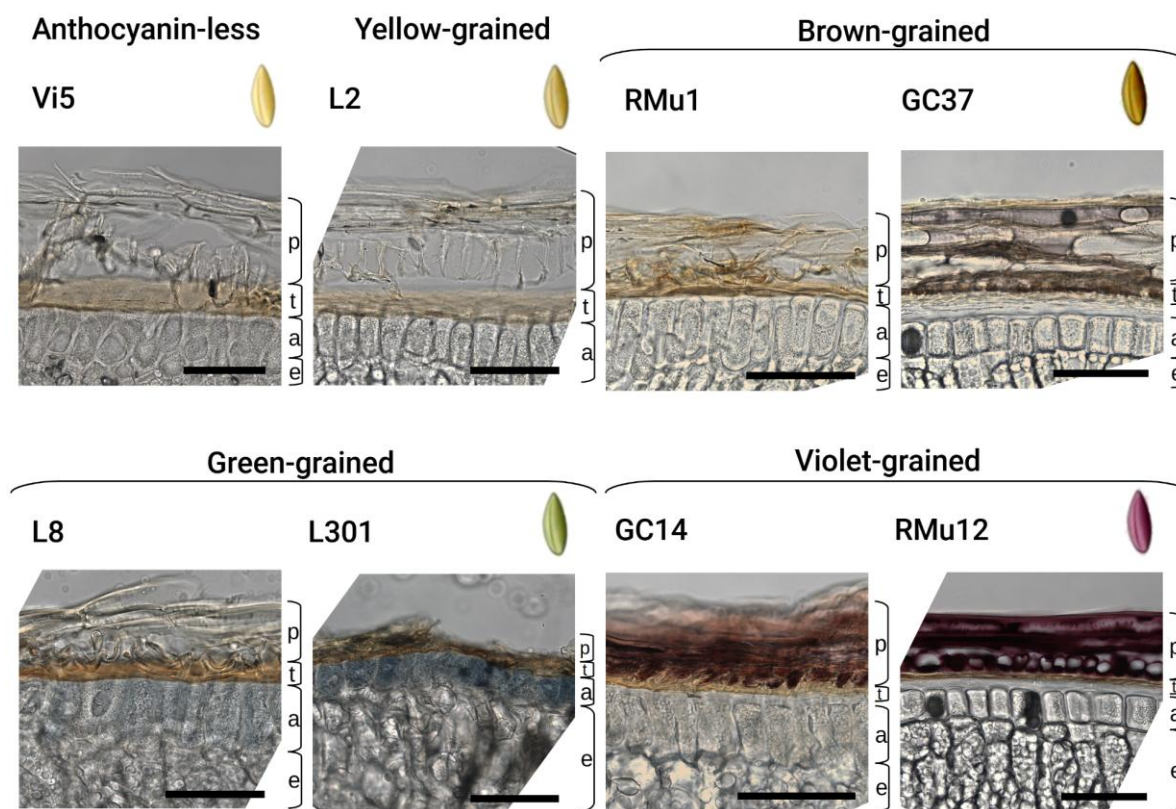 Anthocyanin-less
Yellow-grained
Brown-grained
Vi5
L2
RMu1
GC37
p
t
a
e
p
t
a
p
t
a
e
p
t
a
e
Green-grained
Violet-grained
L8
L301
GC14
RMu12
p
t
a
e
p
t
a
e
p
t
a
e
p
t
a
e